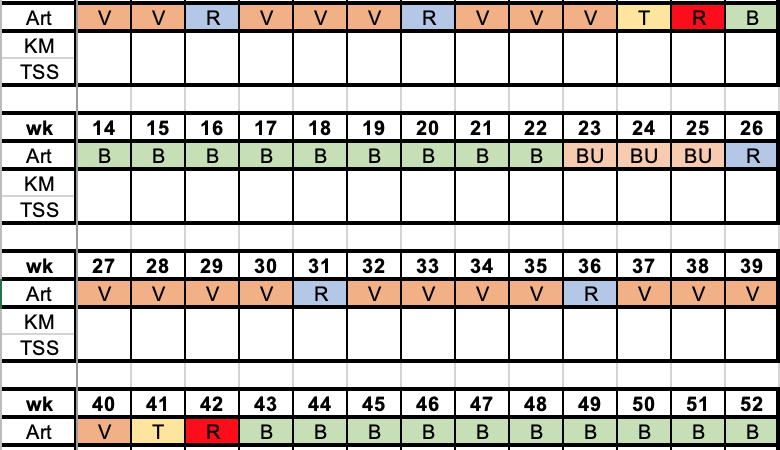 Art V V R V V V R V V V T R B
KM
TSS
wk 14 15 16 17 18 19 20 21 22 23 24 25 26
Art B B B B B B B B B BU BU BU R
KM
TSS
wk 27 28 29 30 31 32 33 34 35 36 37 38 39
Art V V V V R V V V V R V V V
KM
TSS
wk 40 41 42 43 44 45 46 47 48 49 50 51 52
Art V T R B B B B B B B B B B